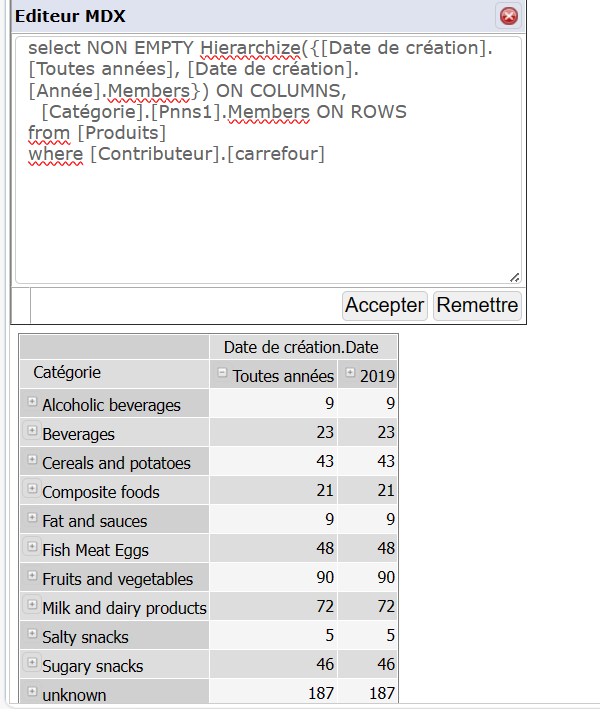 Editeur MDX
select NON EMPTY Hierarchize({[Date de création].
[Toutes années], [Date de création].
[Année].Members}) ON COLUMNS,
[Catégorie].[Pnns1].Members ON ROWS
from [Produits]
where [Contributeur].[carrefour]
Accepter Remettre
Date de création.Date
Catégorie Toutes années 2019
Alcoholic beverages 9 9
Beverages 23 23
Cereals and potatoes 43 43
Composite foods 21 21
Fat and sauces 9 9
Fish Meat Eggs 48 48
Fruits and vegetables 90 90
Milk and dairy products 72 72
Salty snacks 5 5
Sugary snacks 46 46
unknown 187 187